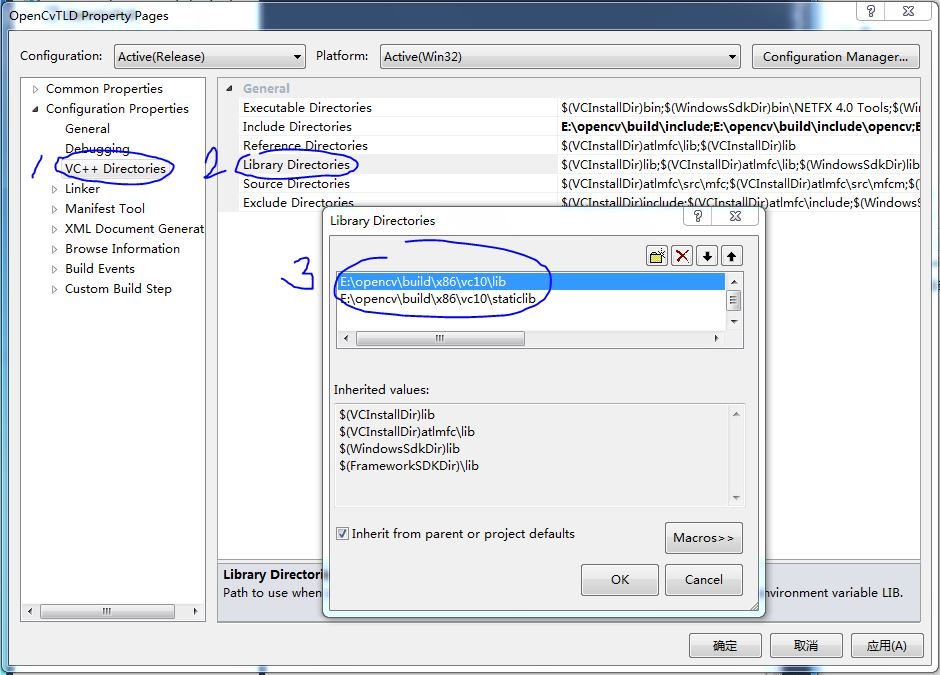 OpenCvTLD Property Pages
Configuration: Active(Release) Platform: Active(Win32) Configuration Manager...
Common Properties
Configuration Properties
General
Debugging
1 VC++ Directories
Linker
Manifest Tool
XML Document Generat
Browse Information
Build Events
Custom Build Step
General
Executable Directories $(VCInstallDir)bin;$(WindowsSdkDir)bin\NETFX 4.0 Tools;$(Win
Include Directories E:\opencv\build\include;E:\opencv\build\include\opencv;E
Reference Directories $(VCInstallDir)atlmfc\lib;$(VCInstallDir)lib
2 Library Directories $(VCInstallDir)lib;$(VCInstallDir)atlmfc\lib;$(WindowsSdkDir)lib
Source Directories $(VCInstallDir)atlmfc\src\mfc;$(VCInstallDir)atlmfc\src\mfcm;$(
Exclude Directories $(VCInstallDir)include;$(VCInstallDir)atlmfc\include;$(WindowsS
Library Directories
3
E:\opencv\build\x86\vc10\lib
E:\opencv\build\x86\vc10\staticlib
Inherited values:
$(VCInstallDir)lib
$(VCInstallDir)atlmfc\lib
$(WindowsSdkDir)lib
$(FrameworkSDKDir)\lib
Inherit from parent or project defaults
Macros>>
OK Cancel
Library Directori
Path to use when nvironment variable LIB.
确定 取消 应用(A)